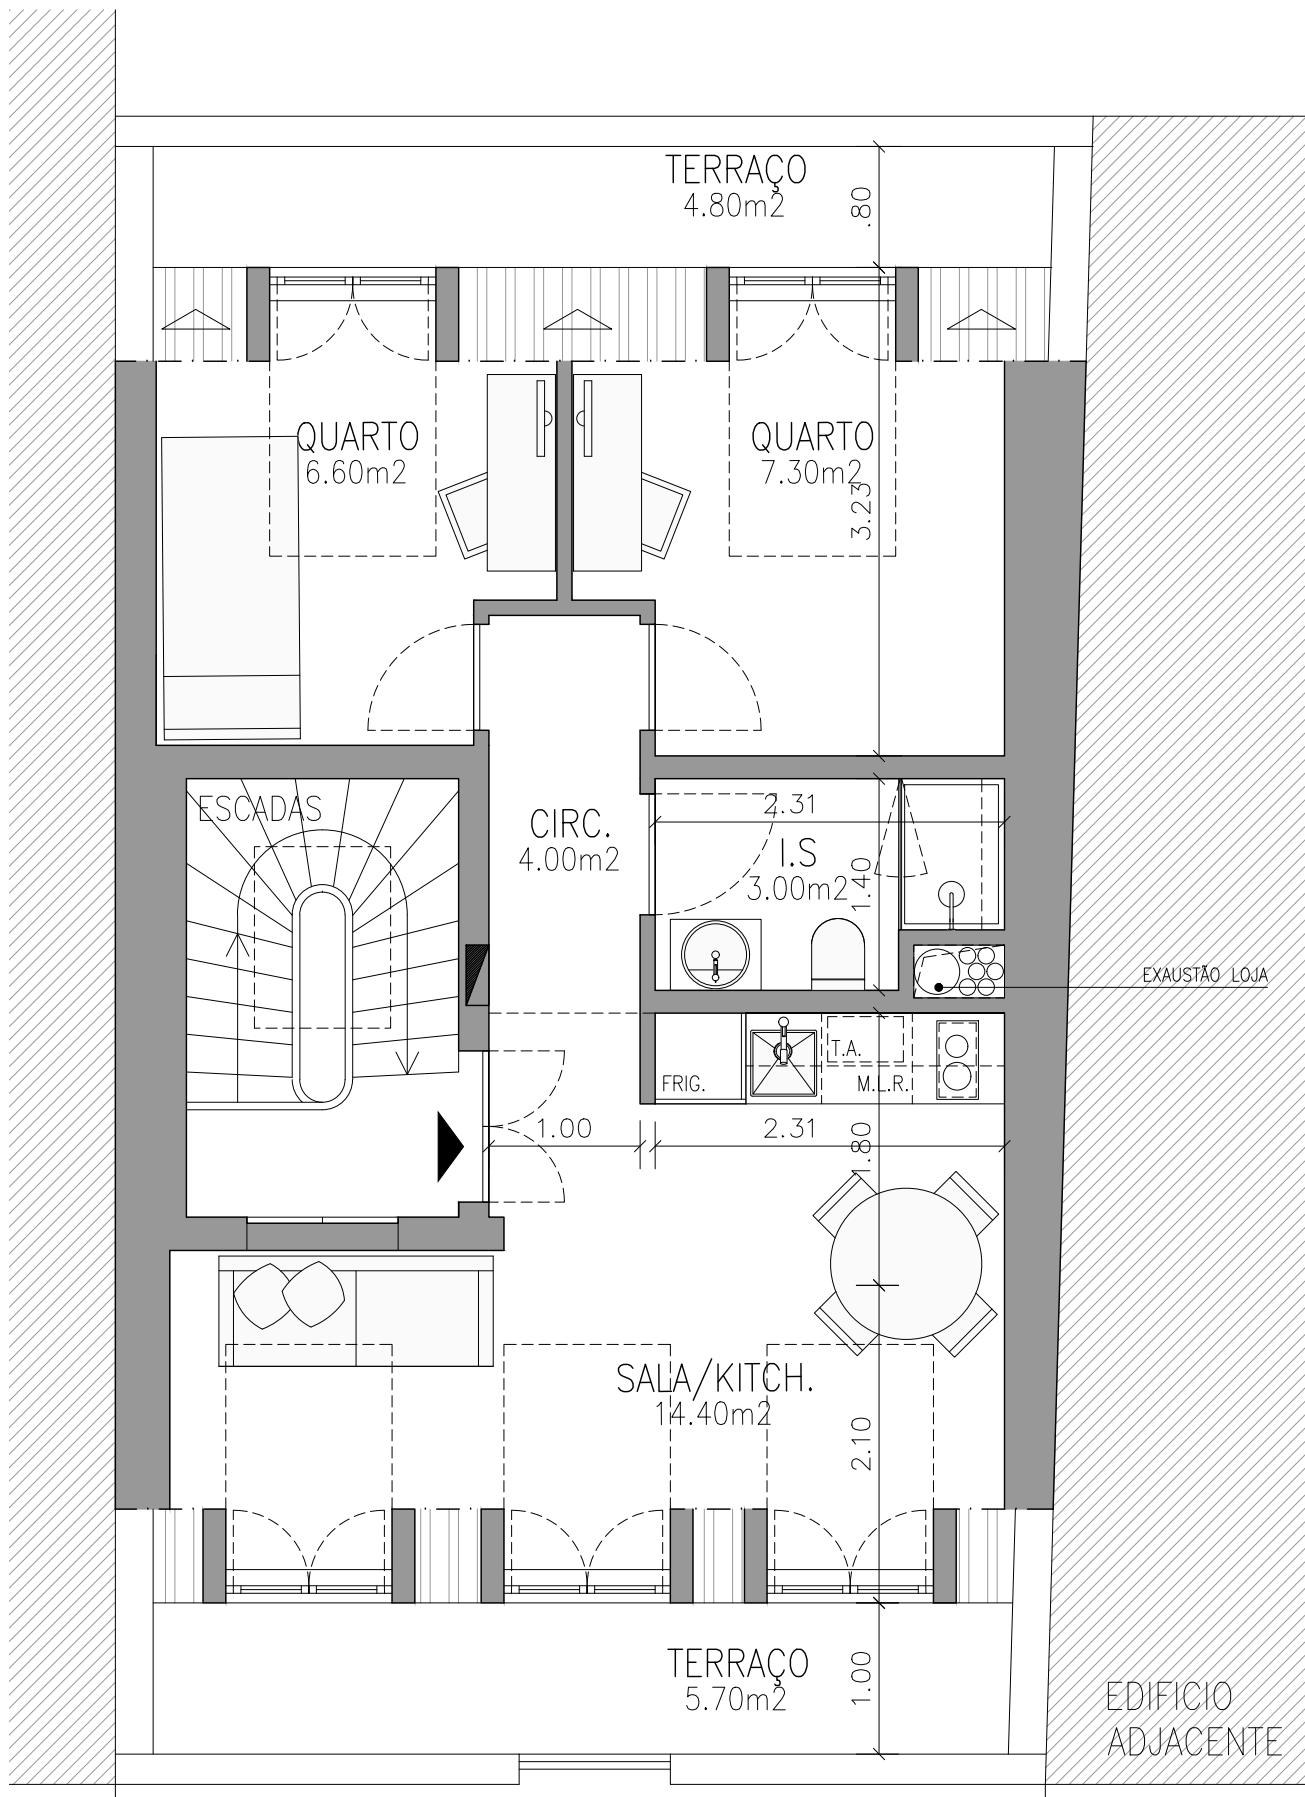 TERRAÇO
4.80m2
.80
QUARTO
6.60m2
QUARTO
7.30m2
3.23
ESCADAS
2.31
CIRC.
4.00m2
I.S
3.00m2
1.40
EXAUSTÃO LOJA
FRIG.
T.A.
M.L.R.
1.00
2.31
1.80
SALA/KITCH.
14.40m2
2.10
TERRAÇO
5.70m2
1.00
EDIFICIO
ADJACENTE